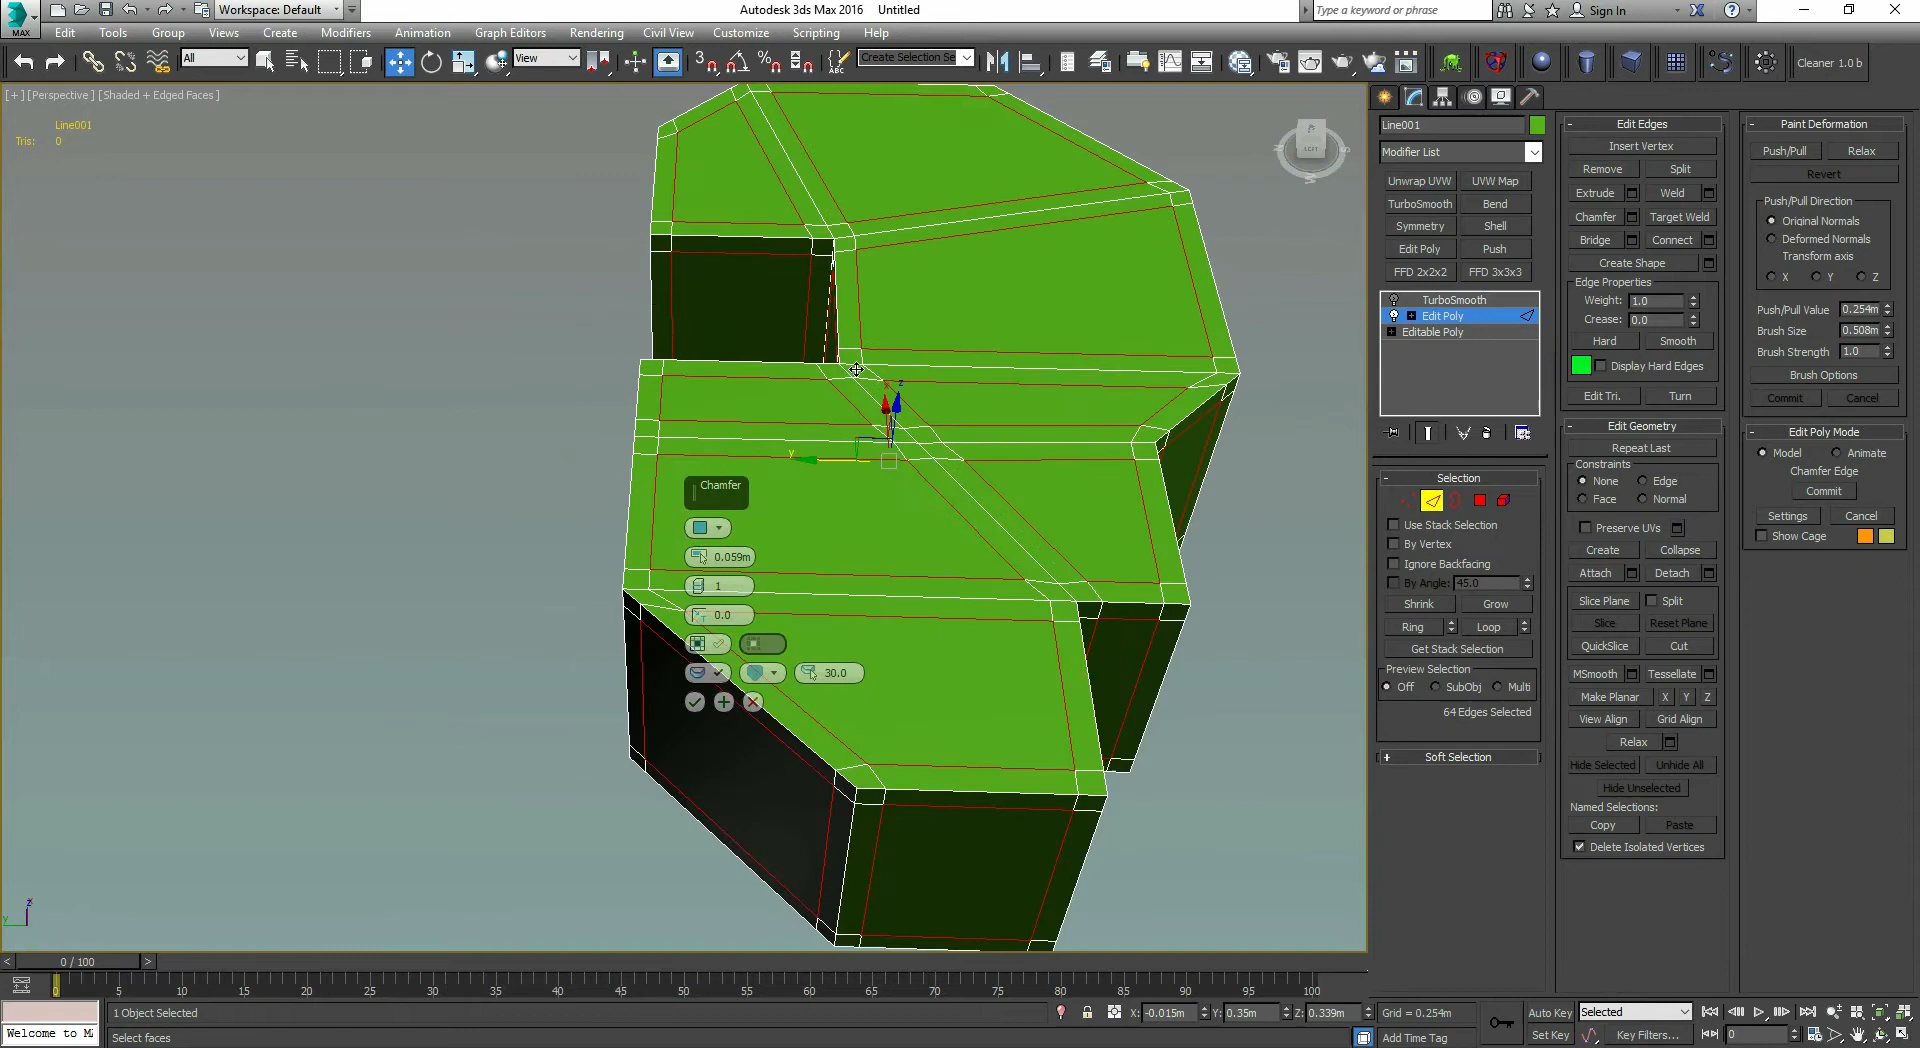 Workspace: Default
Autodesk 3ds Max 2016
Untitled
Type a keyword or phrase
Sign In
MAX
Edit
Tools
Group
Views
Create
Modifiers
Animation
Graph Editors
Rendering
Civil View
Customize
Scripting
Help
All
View
Create Selection Se
Cleaner 1.0 b
[+] [Perspective] [Shaded + Edged Faces]
Line001
Tris: 0
LEFT
Chamfer
0.059m
1
0.0
30.0
x
y
z
Line001
Modifier List
Unwrap UVW
UVW Map
TurboSmooth
Bend
Symmetry
Shell
Edit Poly
Push
FFD 2x2x2
FFD 3x3x3
TurboSmooth
Edit Poly
Editable Poly
Selection
Use Stack Selection
By Vertex
Ignore Backfacing
By Angle: 45.0
Shrink
Grow
Ring
Loop
Get Stack Selection
Preview Selection
Off
SubObj
Multi
64 Edges Selected
Soft Selection
Edit Edges
Insert Vertex
Remove
Split
Extrude
Weld
Chamfer
Target Weld
Bridge
Connect
Create Shape
Edge Properties
Weight: 1.0
Crease: 0.0
Hard
Smooth
Display Hard Edges
Edit Tri.
Turn
Edit Geometry
Repeat Last
Constraints
None
Edge
Face
Normal
Preserve UVs
Create
Collapse
Attach
Detach
Slice Plane
Split
Slice
Reset Plane
QuickSlice
Cut
MSmooth
Tessellate
Make Planar
X
Y
Z
View Align
Grid Align
Relax
Hide Selected
Unhide All
Hide Unselected
Named Selections:
Copy
Paste
Delete Isolated Vertices
Paint Deformation
Push/Pull
Relax
Revert
Push/Pull Direction
Original Normals
Deformed Normals
Transform axis
X
Y
Z
Push/Pull Value 0.254m
Brush Size 0.508m
Brush Strength 1.0
Brush Options
Commit
Cancel
Edit Poly Mode
Model
Animate
Chamfer Edge
Commit
Settings
Cancel
Show Cage
0 / 100
0 5 10 15 20 25 30 35 40 45 50 55 60 65 70 75 80 85 90 95 100
1 Object Selected
X: -0.015m
Y: 0.35m
Z: 0.339m
Grid = 0.254m
Auto Key
Selected
Welcome to M
Select faces
Add Time Tag
Set Key
Key Filters...
0